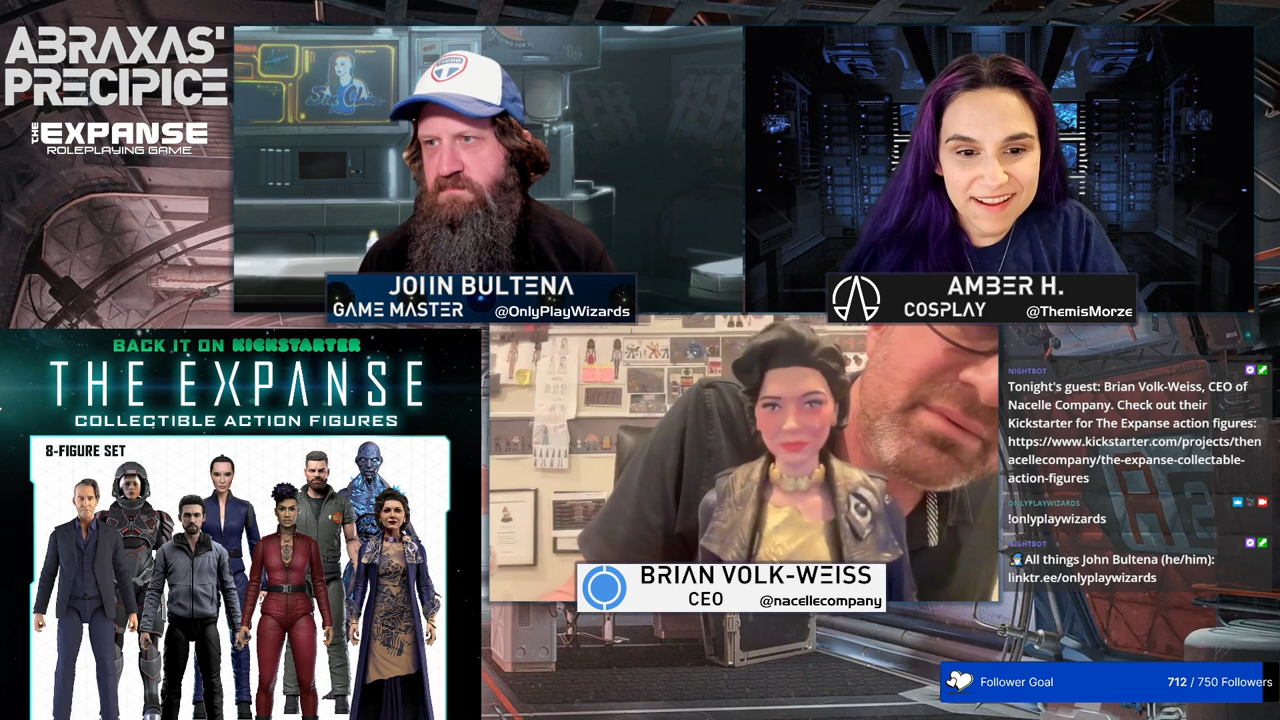 ABRAXAS'
PRECIPICE
THE EXPANSE
ROLEPLAYING GAME
JOHN BULTENA
GAME MASTER @OnlyPlayWizards
AMBER H.
COSPLAY @ThemisMorze
BACK IT ON KICKSTARTER
THE EXPANSE
COLLECTIBLE ACTION FIGURES
8-FIGURE SET
BRIAN VOLK-WEISS
CEO @nacellecompany
NIGHTBOT
Tonight's guest: Brian Volk-Weiss, CEO of
Nacelle Company. Check out their
Kickstarter for The Expanse action figures:
https://www.kickstarter.com/projects/then
acellecompany/the-expanse-collectable-
action-figures
ONLYPLAYWIZARDS
!onlyplaywizards
NIGHTBOT
All things John Bultena (he/him):
linktr.ee/onlyplaywizards
Follower Goal 712 / 750 Followers